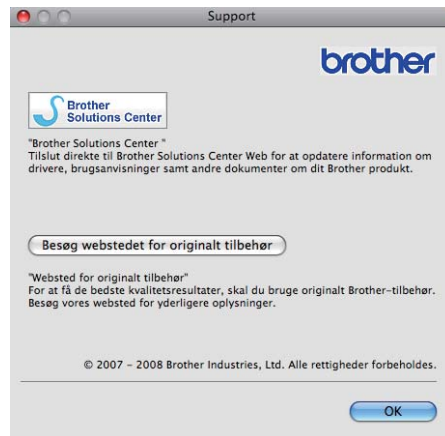 Support
brother
Brother
Solutions Center
"Brother Solutions Center "
Tilslut direkte til Brother Solutions Center Web for at opdatere information om
drivere, brugsanvisninger samt andre dokumenter om dit Brother produkt.
Besøg webstedet for originalt tilbehør
"Websted for originalt tilbehør"
For at få de bedste kvalitetsresultater, skal du bruge originalt Brother-tilbehør.
Besøg vores websted for yderligere oplysninger.
© 2007 – 2008 Brother Industries, Ltd. Alle rettigheder forbeholdes.
OK